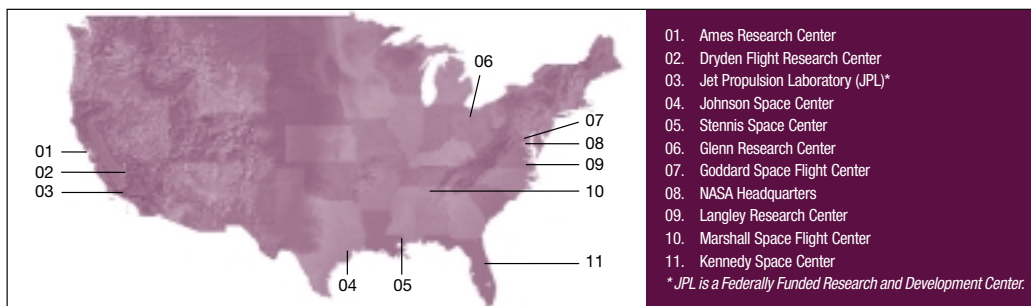 06
07
08
09
10
11
01
02
03
04
05
01. Ames Research Center
02. Dryden Flight Research Center
03. Jet Propulsion Laboratory (JPL)*
04. Johnson Space Center
05. Stennis Space Center
06. Glenn Research Center
07. Goddard Space Flight Center
08. NASA Headquarters
09. Langley Research Center
10. Marshall Space Flight Center
11. Kennedy Space Center
* JPL is a Federally Funded Research and Development Center.